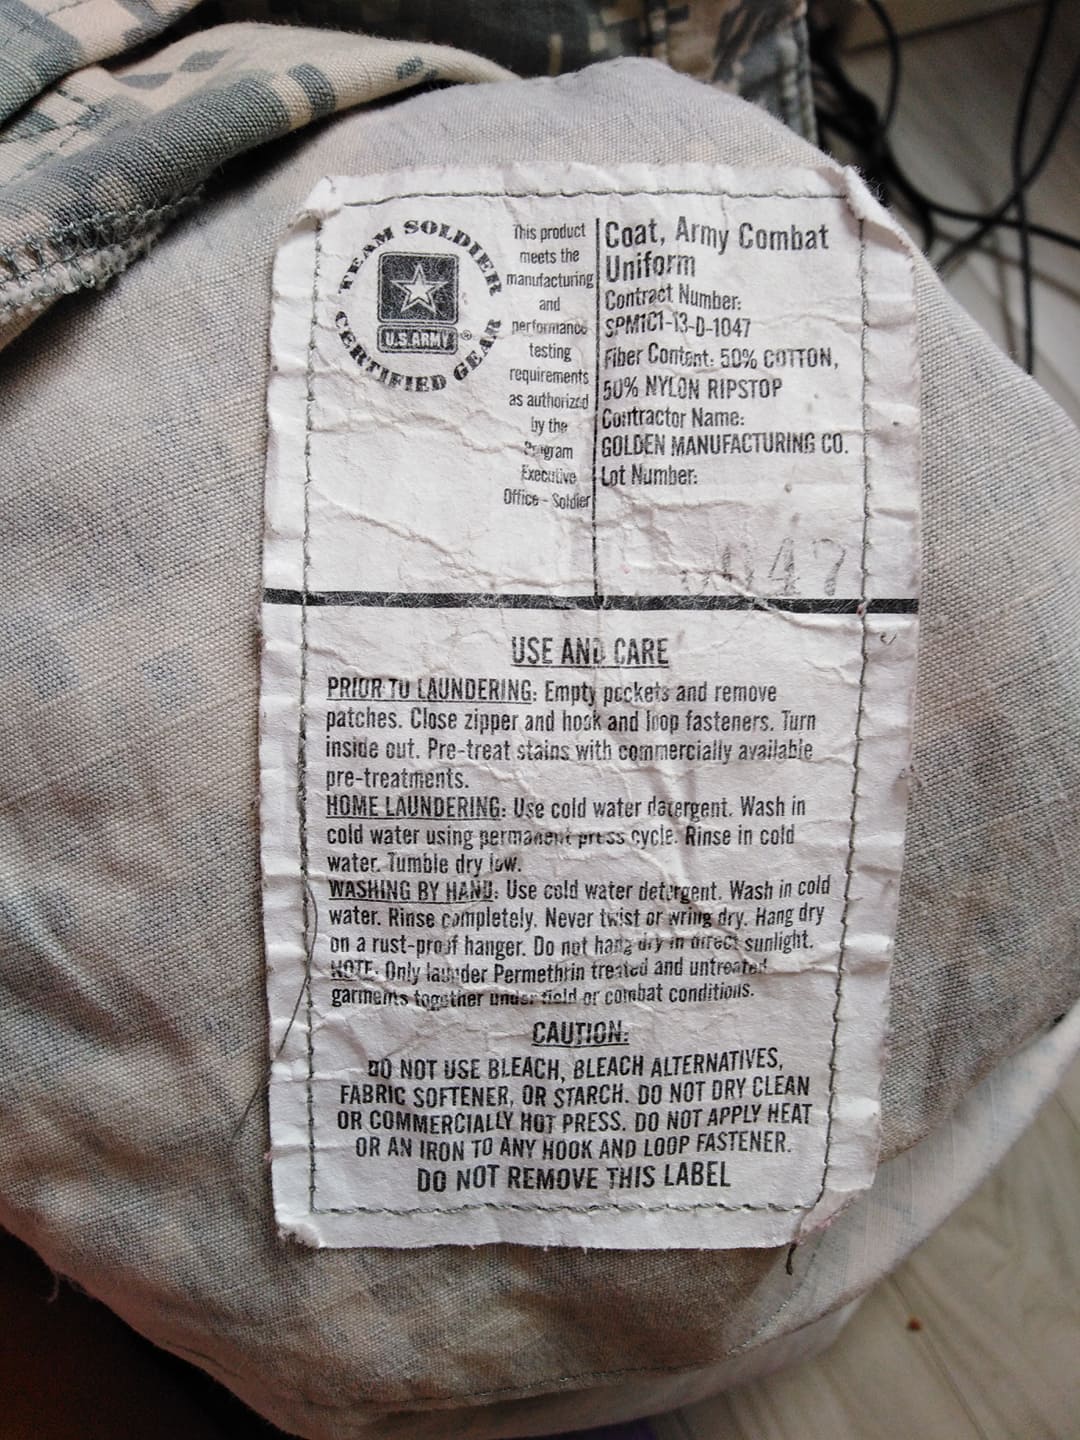 TEAM SOLDIER
U.S.ARMY®
CERTIFIED GEAR
This product
meets the
manufacturing
and
performance
testing
requirements
as authorized
by the
Program
Executive
Office - Soldier
Coat, Army Combat
Uniform
Contract Number:
SPM1C1-13-D-1047
Fiber Content: 50% COTTON,
50% NYLON RIPSTOP
Contractor Name:
GOLDEN MANUFACTURING CO.
Lot Number:
USE AND CARE
PRIOR TO LAUNDERING: Empty pockets and remove
patches. Close zipper and hook and loop fasteners. Turn
inside out. Pre-treat stains with commercially available
pre-treatments.
HOME LAUNDERING: Use cold water detergent. Wash in
cold water using permanent press cycle. Rinse in cold
water. Tumble dry low.
WASHING BY HAND: Use cold water detergent. Wash in cold
water. Rinse completely. Never twist or wring dry. Hang dry
on a rust-proof hanger. Do not hang dry in direct sunlight.
NOTE: Only launder Permethrin treated and untreated
garments together under field or combat conditions.
CAUTION:
DO NOT USE BLEACH, BLEACH ALTERNATIVES,
FABRIC SOFTENER, OR STARCH. DO NOT DRY CLEAN
OR COMMERCIALLY HOT PRESS. DO NOT APPLY HEAT
OR AN IRON TO ANY HOOK AND LOOP FASTENER.
DO NOT REMOVE THIS LABEL